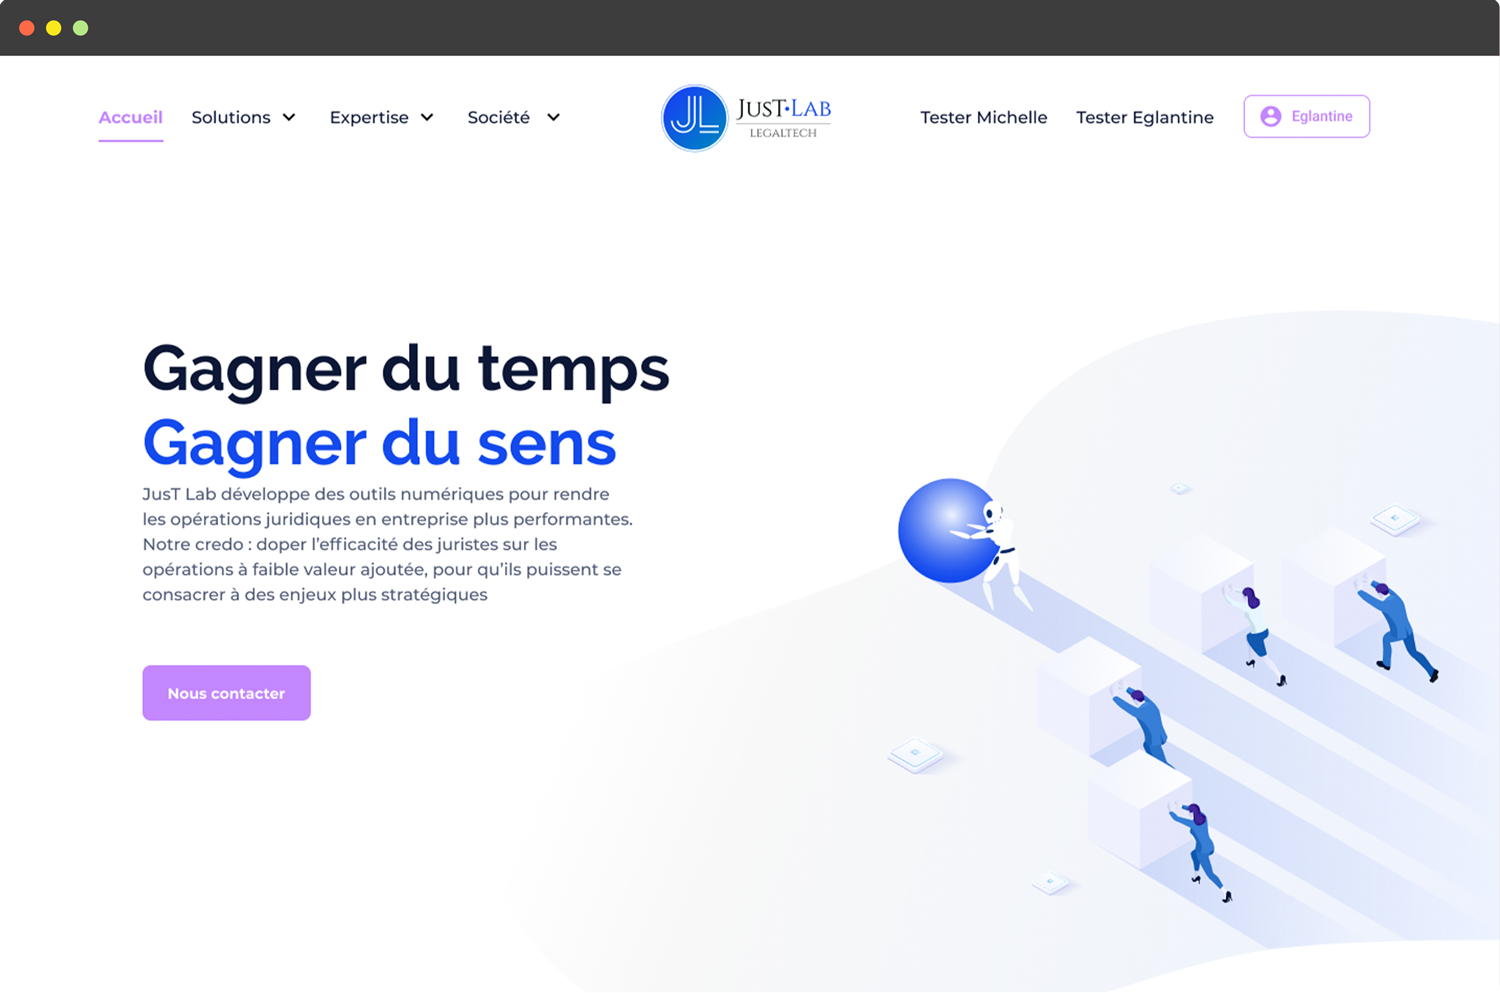 Accueil
Solutions
Expertise
Société
JL
JusT•Lab
LEGALTECH
Tester Michelle
Tester Eglantine
Eglantine
Gagner du temps
Gagner du sens
JusT Lab développe des outils numériques pour rendre
les opérations juridiques en entreprise plus performantes.
Notre credo : doper l’efficacité des juristes sur les
opérations à faible valeur ajoutée, pour qu’ils puissent se
consacrer à des enjeux plus stratégiques
Nous contacter